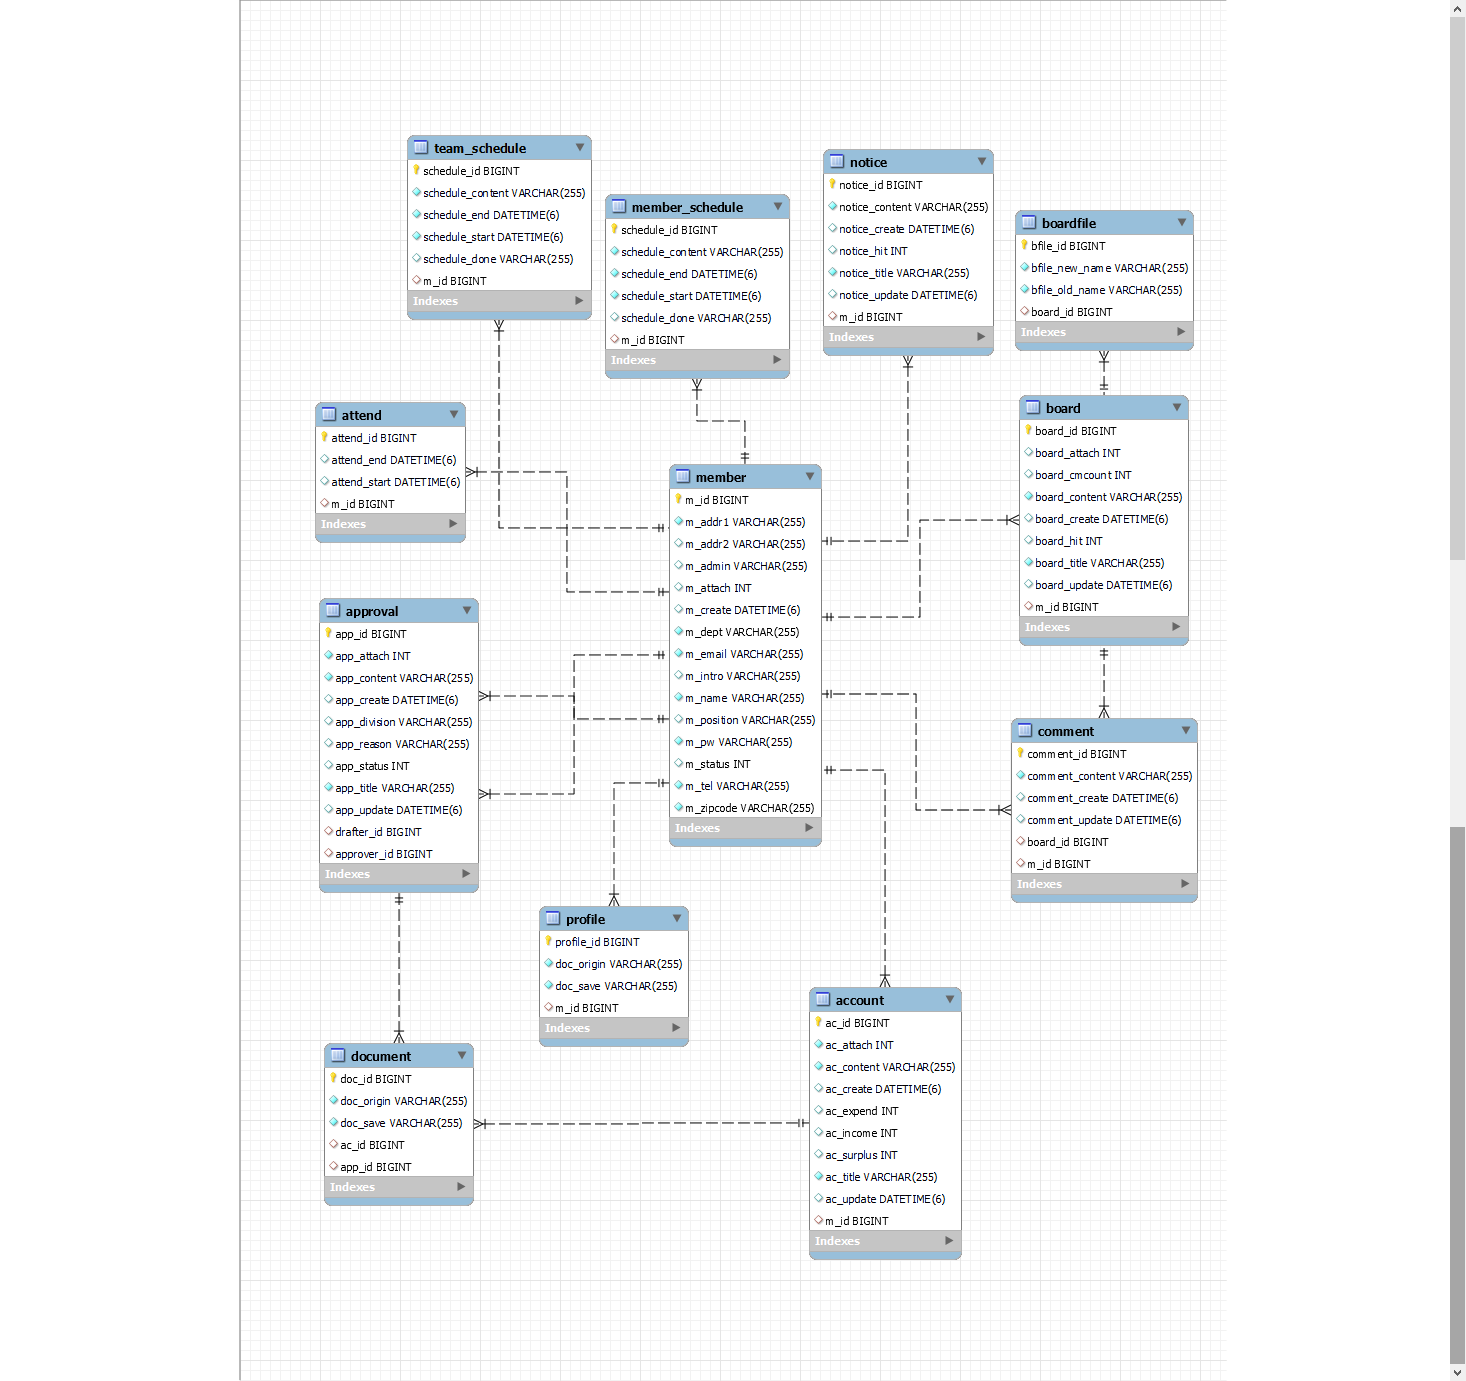 team_schedule
schedule_id BIGINT
schedule_content VARCHAR(255)
schedule_end DATETIME(6)
schedule_start DATETIME(6)
schedule_done VARCHAR(255)
m_id BIGINT
Indexes
member_schedule
schedule_id BIGINT
schedule_content VARCHAR(255)
schedule_end DATETIME(6)
schedule_start DATETIME(6)
schedule_done VARCHAR(255)
m_id BIGINT
Indexes
notice
notice_id BIGINT
notice_content VARCHAR(255)
notice_create DATETIME(6)
notice_hit INT
notice_title VARCHAR(255)
notice_update DATETIME(6)
m_id BIGINT
Indexes
boardfile
bfile_id BIGINT
bfile_new_name VARCHAR(255)
bfile_old_name VARCHAR(255)
board_id BIGINT
Indexes
attend
attend_id BIGINT
attend_end DATETIME(6)
attend_start DATETIME(6)
m_id BIGINT
Indexes
member
m_id BIGINT
m_addr1 VARCHAR(255)
m_addr2 VARCHAR(255)
m_admin VARCHAR(255)
m_attach INT
m_create DATETIME(6)
m_dept VARCHAR(255)
m_email VARCHAR(255)
m_intro VARCHAR(255)
m_name VARCHAR(255)
m_position VARCHAR(255)
m_pw VARCHAR(255)
m_status INT
m_tel VARCHAR(255)
m_zipcode VARCHAR(255)
Indexes
board
board_id BIGINT
board_attach INT
board_cmcount INT
board_content VARCHAR(255)
board_create DATETIME(6)
board_hit INT
board_title VARCHAR(255)
board_update DATETIME(6)
m_id BIGINT
Indexes
approval
app_id BIGINT
app_attach INT
app_content VARCHAR(255)
app_create DATETIME(6)
app_division VARCHAR(255)
app_reason VARCHAR(255)
app_status INT
app_title VARCHAR(255)
app_update DATETIME(6)
drafter_id BIGINT
approver_id BIGINT
Indexes
comment
comment_id BIGINT
comment_content VARCHAR(255)
comment_create DATETIME(6)
comment_update DATETIME(6)
board_id BIGINT
m_id BIGINT
Indexes
profile
profile_id BIGINT
doc_origin VARCHAR(255)
doc_save VARCHAR(255)
m_id BIGINT
Indexes
account
ac_id BIGINT
ac_attach INT
ac_content VARCHAR(255)
ac_create DATETIME(6)
ac_expend INT
ac_income INT
ac_surplus INT
ac_title VARCHAR(255)
ac_update DATETIME(6)
m_id BIGINT
Indexes
document
doc_id BIGINT
doc_origin VARCHAR(255)
doc_save VARCHAR(255)
ac_id BIGINT
app_id BIGINT
Indexes